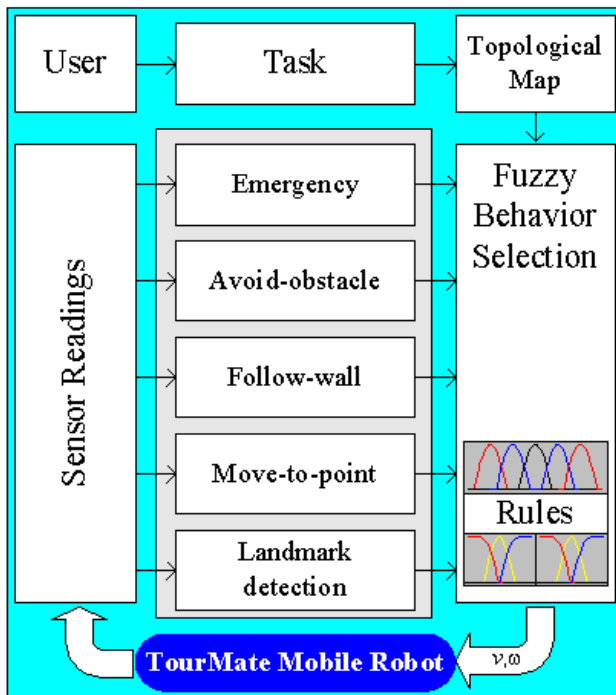 User
Task
Topological
Map
Sensor Readings
Emergency
Avoid-obstacle
Follow-wall
Move-to-point
Landmark
detection
Fuzzy
Behavior
Selection
Rules
TourMate Mobile Robot
ν,ω